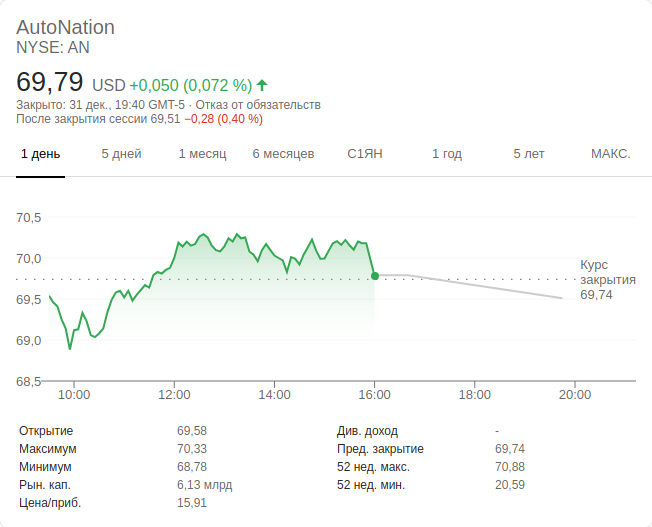 AutoNation
NYSE: AN
69,79 USD +0,050 (0,072 %)
Закрыто: 31 дек., 19:40 GMT-5 · Отказ от обязательств
После закрытия сессии 69,51 −0,28 (0,40 %)
1 день 5 дней 1 месяц 6 месяцев С1ЯН 1 год 5 лет МАКС.
70,5
70,0
69,5
69,0
68,5
Курс
закрытия
69,74
10:00 12:00 14:00 16:00 18:00 20:00
Открытие 69,58 Див. доход -
Максимум 70,33 Пред. закрытие 69,74
Минимум 68,78 52 нед. макс. 70,88
Рын. кап. 6,13 млрд 52 нед. мин. 20,59
Цена/приб. 15,91